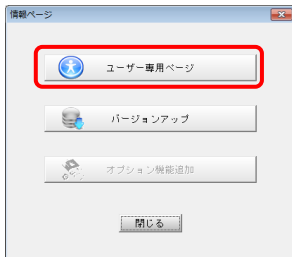 情報ページ
ユーザー専用ページ
バージョンアップ
オプション機能追加
閉じる